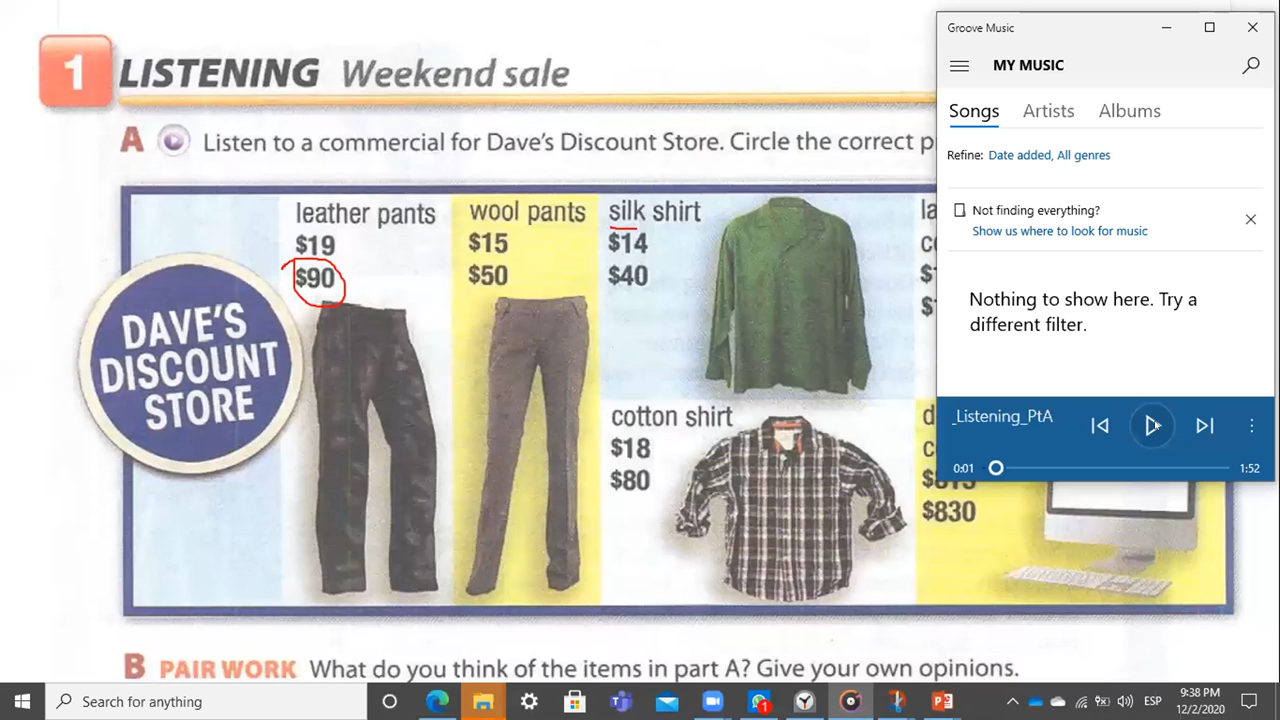 1 LISTENING Weekend sale
A Listen to a commercial for Dave's Discount Store. Circle the correct
leather pants
$19
$90
wool pants
$15
$50
silk shirt
$14
$40
DAVE'S
DISCOUNT
STORE
cotton shirt
$18
$80
$830
B PAIR WORK What do you think of the items in part A? Give your own opinions.
Groove Music
MY MUSIC
Songs Artists Albums
Refine: Date added, All genres
Not finding everything?
Show us where to look for music
Nothing to show here. Try a
different filter.
_Listening_PtA
0:01 1:52
Search for anything
1
ESP
9:38 PM
12/2/2020